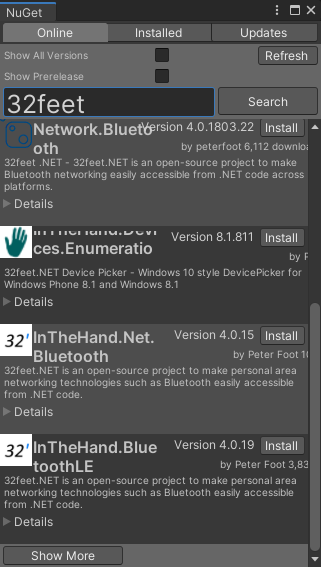 NuGet
Online Installed Updates
Show All Versions Refresh
Show Prerelease
32feet Search
Network.Bluetooth Version 4.0.1803.22 Install
by peterfoot 6,112 downloa
32feet .NET - 32feet.NET is an open-source project to make
Bluetooth networking easily accessible from .NET code across
platforms.
Details
InTheHand.Devi
ces.Enumeratio Version 8.1.811 Install
by P
32feet.NET Device Picker - Windows 10 style DevicePicker for
Windows Phone 8.1 and Windows 8.1
Details
32' InTheHand.Net.
Bluetooth Version 4.0.15 Install
by Peter Foot 10
32feet.NET is an open-source project to make personal area
networking technologies such as Bluetooth easily accessible
from .NET code.
Details
32' InTheHand.Blue
toothLE Version 4.0.19 Install
by Peter Foot 3,83
32feet.NET is an open-source project to make personal area
networking technologies such as Bluetooth easily accessible
from .NET code.
Details
Show More